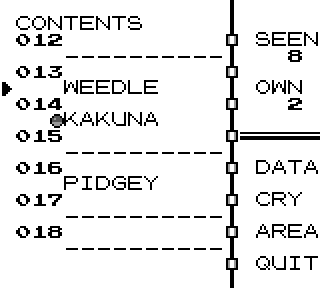 CONTENTS
012
----------
013
WEEDLE
014
KAKUNA
015
----------
016
PIDGEY
017
----------
018
----------
SEEN
8
OWN
2
DATA
CRY
AREA
QUIT